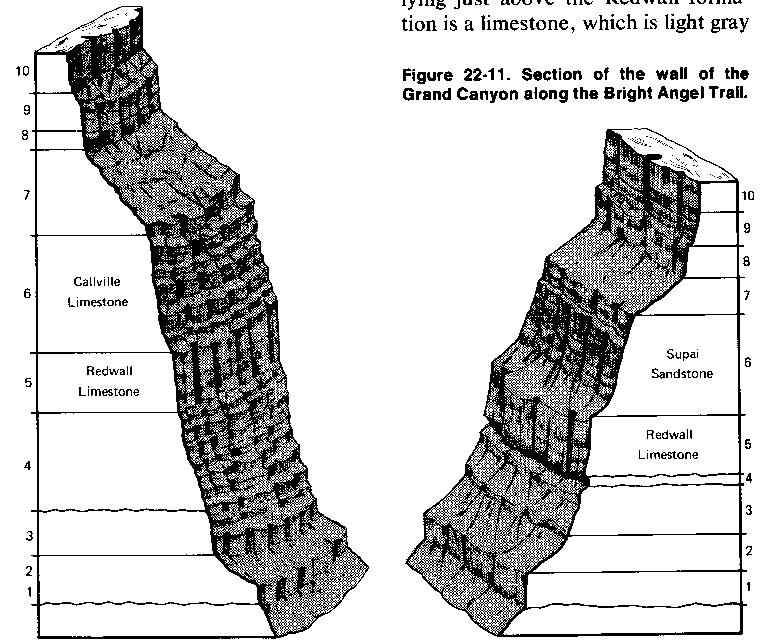 lying just above the Redwall forma-
tion is a limestone, which is light gray
Figure 22-11. Section of the wall of the
Grand Canyon along the Bright Angel Trail.
10
9
8
7
6
Callville
Limestone
5
Redwall
Limestone
4
3
2
1
10
9
8
7
6
Supai
Sandstone
5
Redwall
Limestone
4
3
2
1